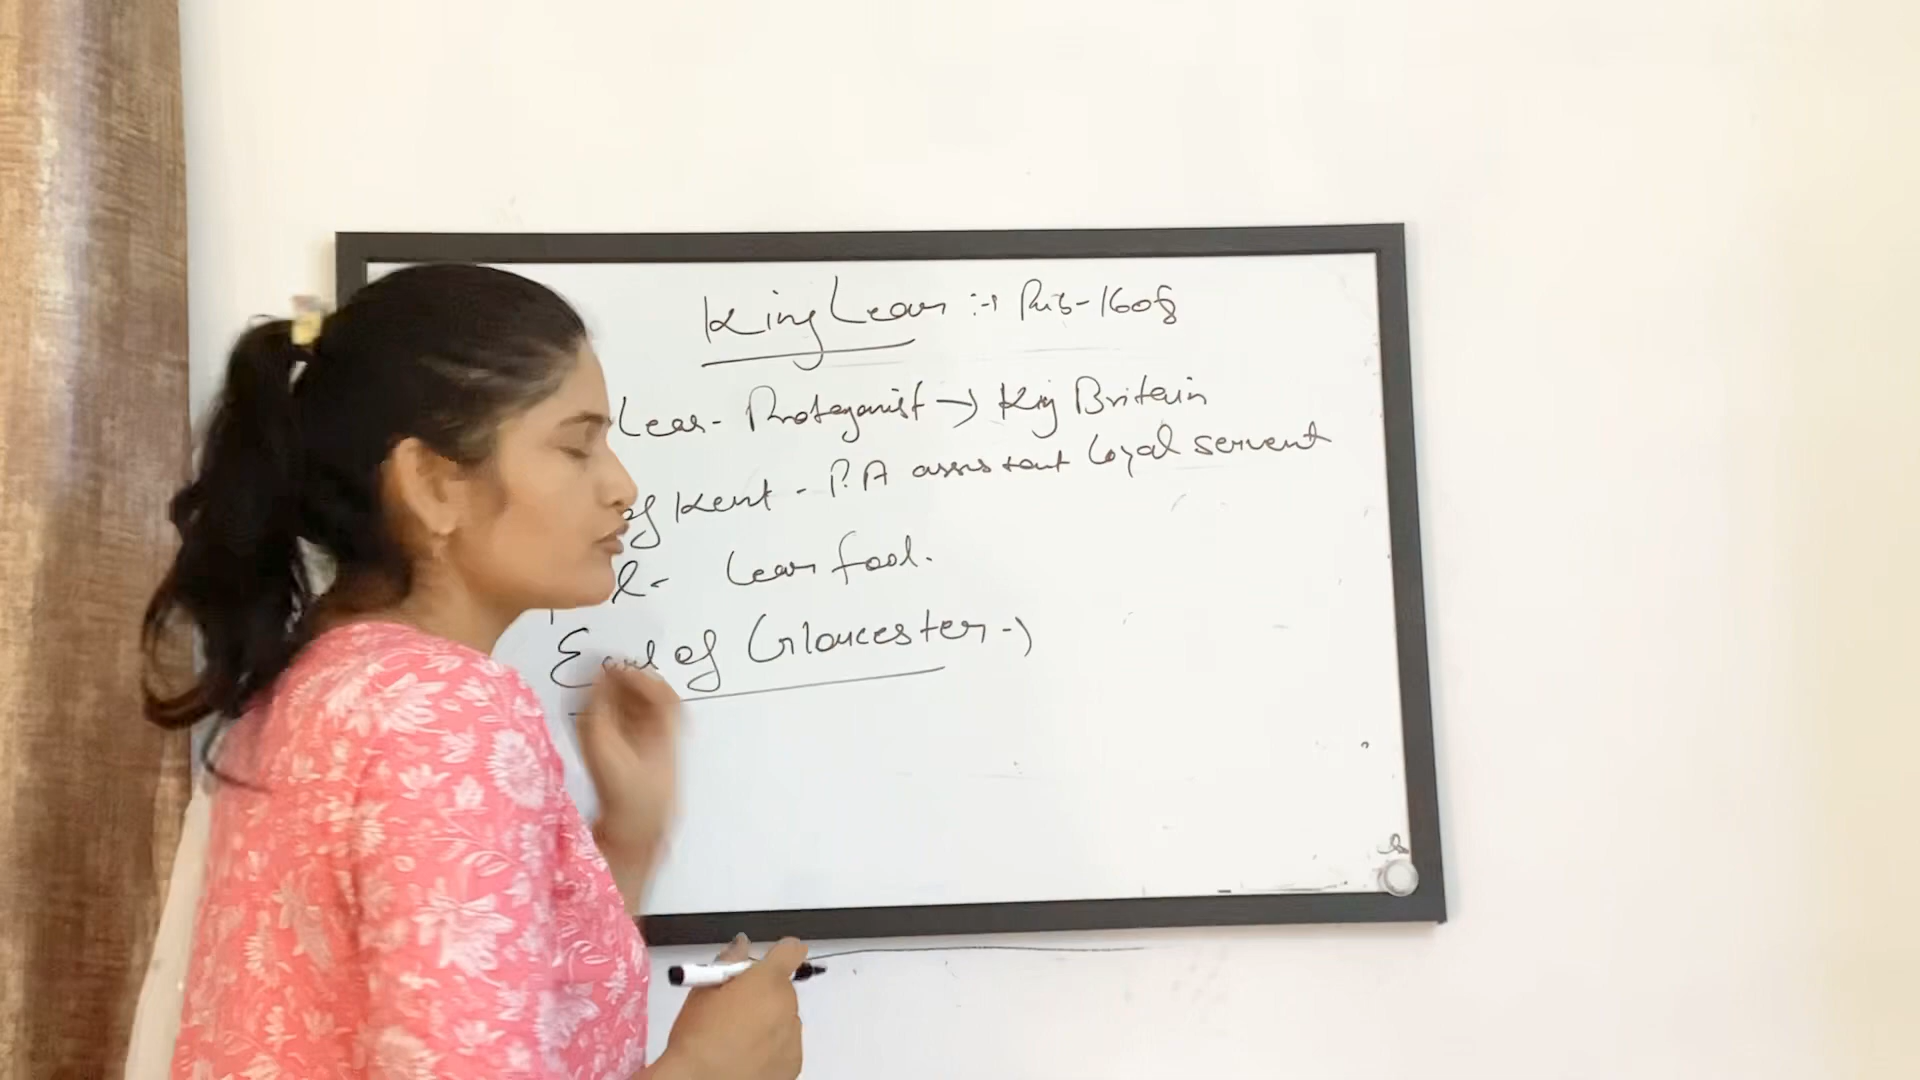 King Lear :→ Pub-1608
Lear - Protagonist → King Britain
of Kent - P.A assistant loyal servent
l - Lear fool.
Earl of Gloucester →